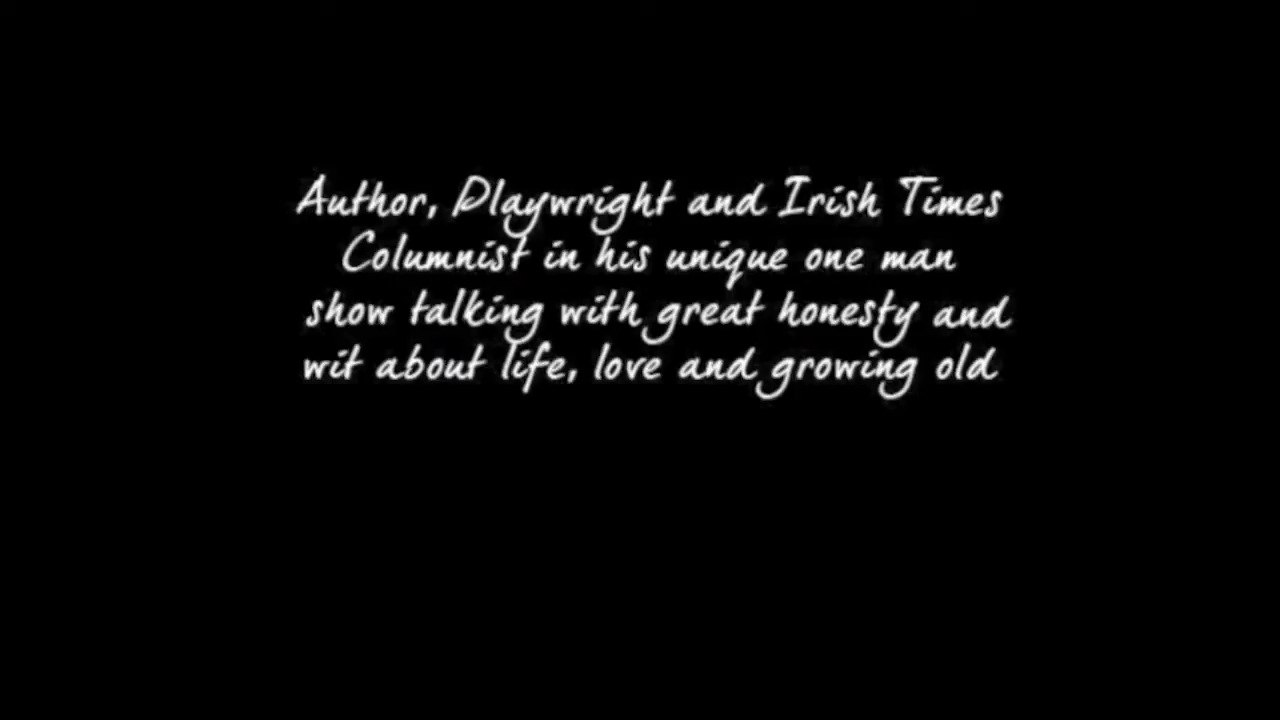 Author, Playwright and Irish Times
Columnist in his unique one man
show talking with great honesty and
wit about life, love and growing old